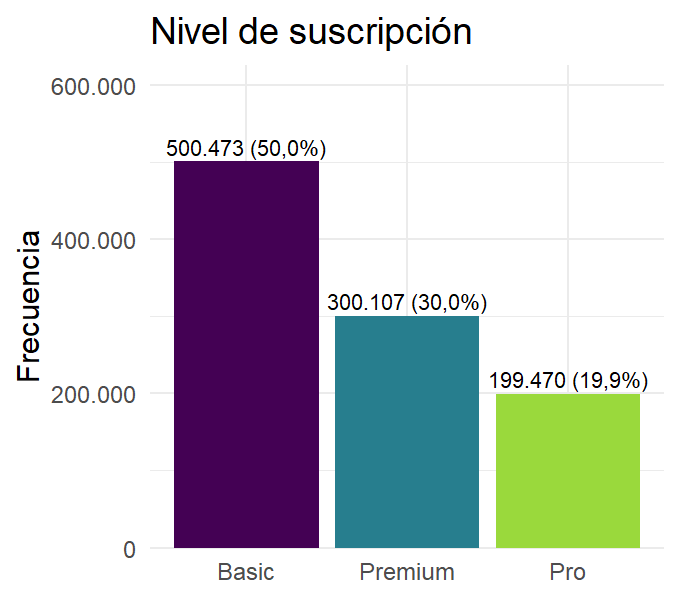 Nivel de suscripción
Frecuencia
600.000
400.000
200.000
0
500.473 (50,0%)
300.107 (30,0%)
199.470 (19,9%)
Basic
Premium
Pro